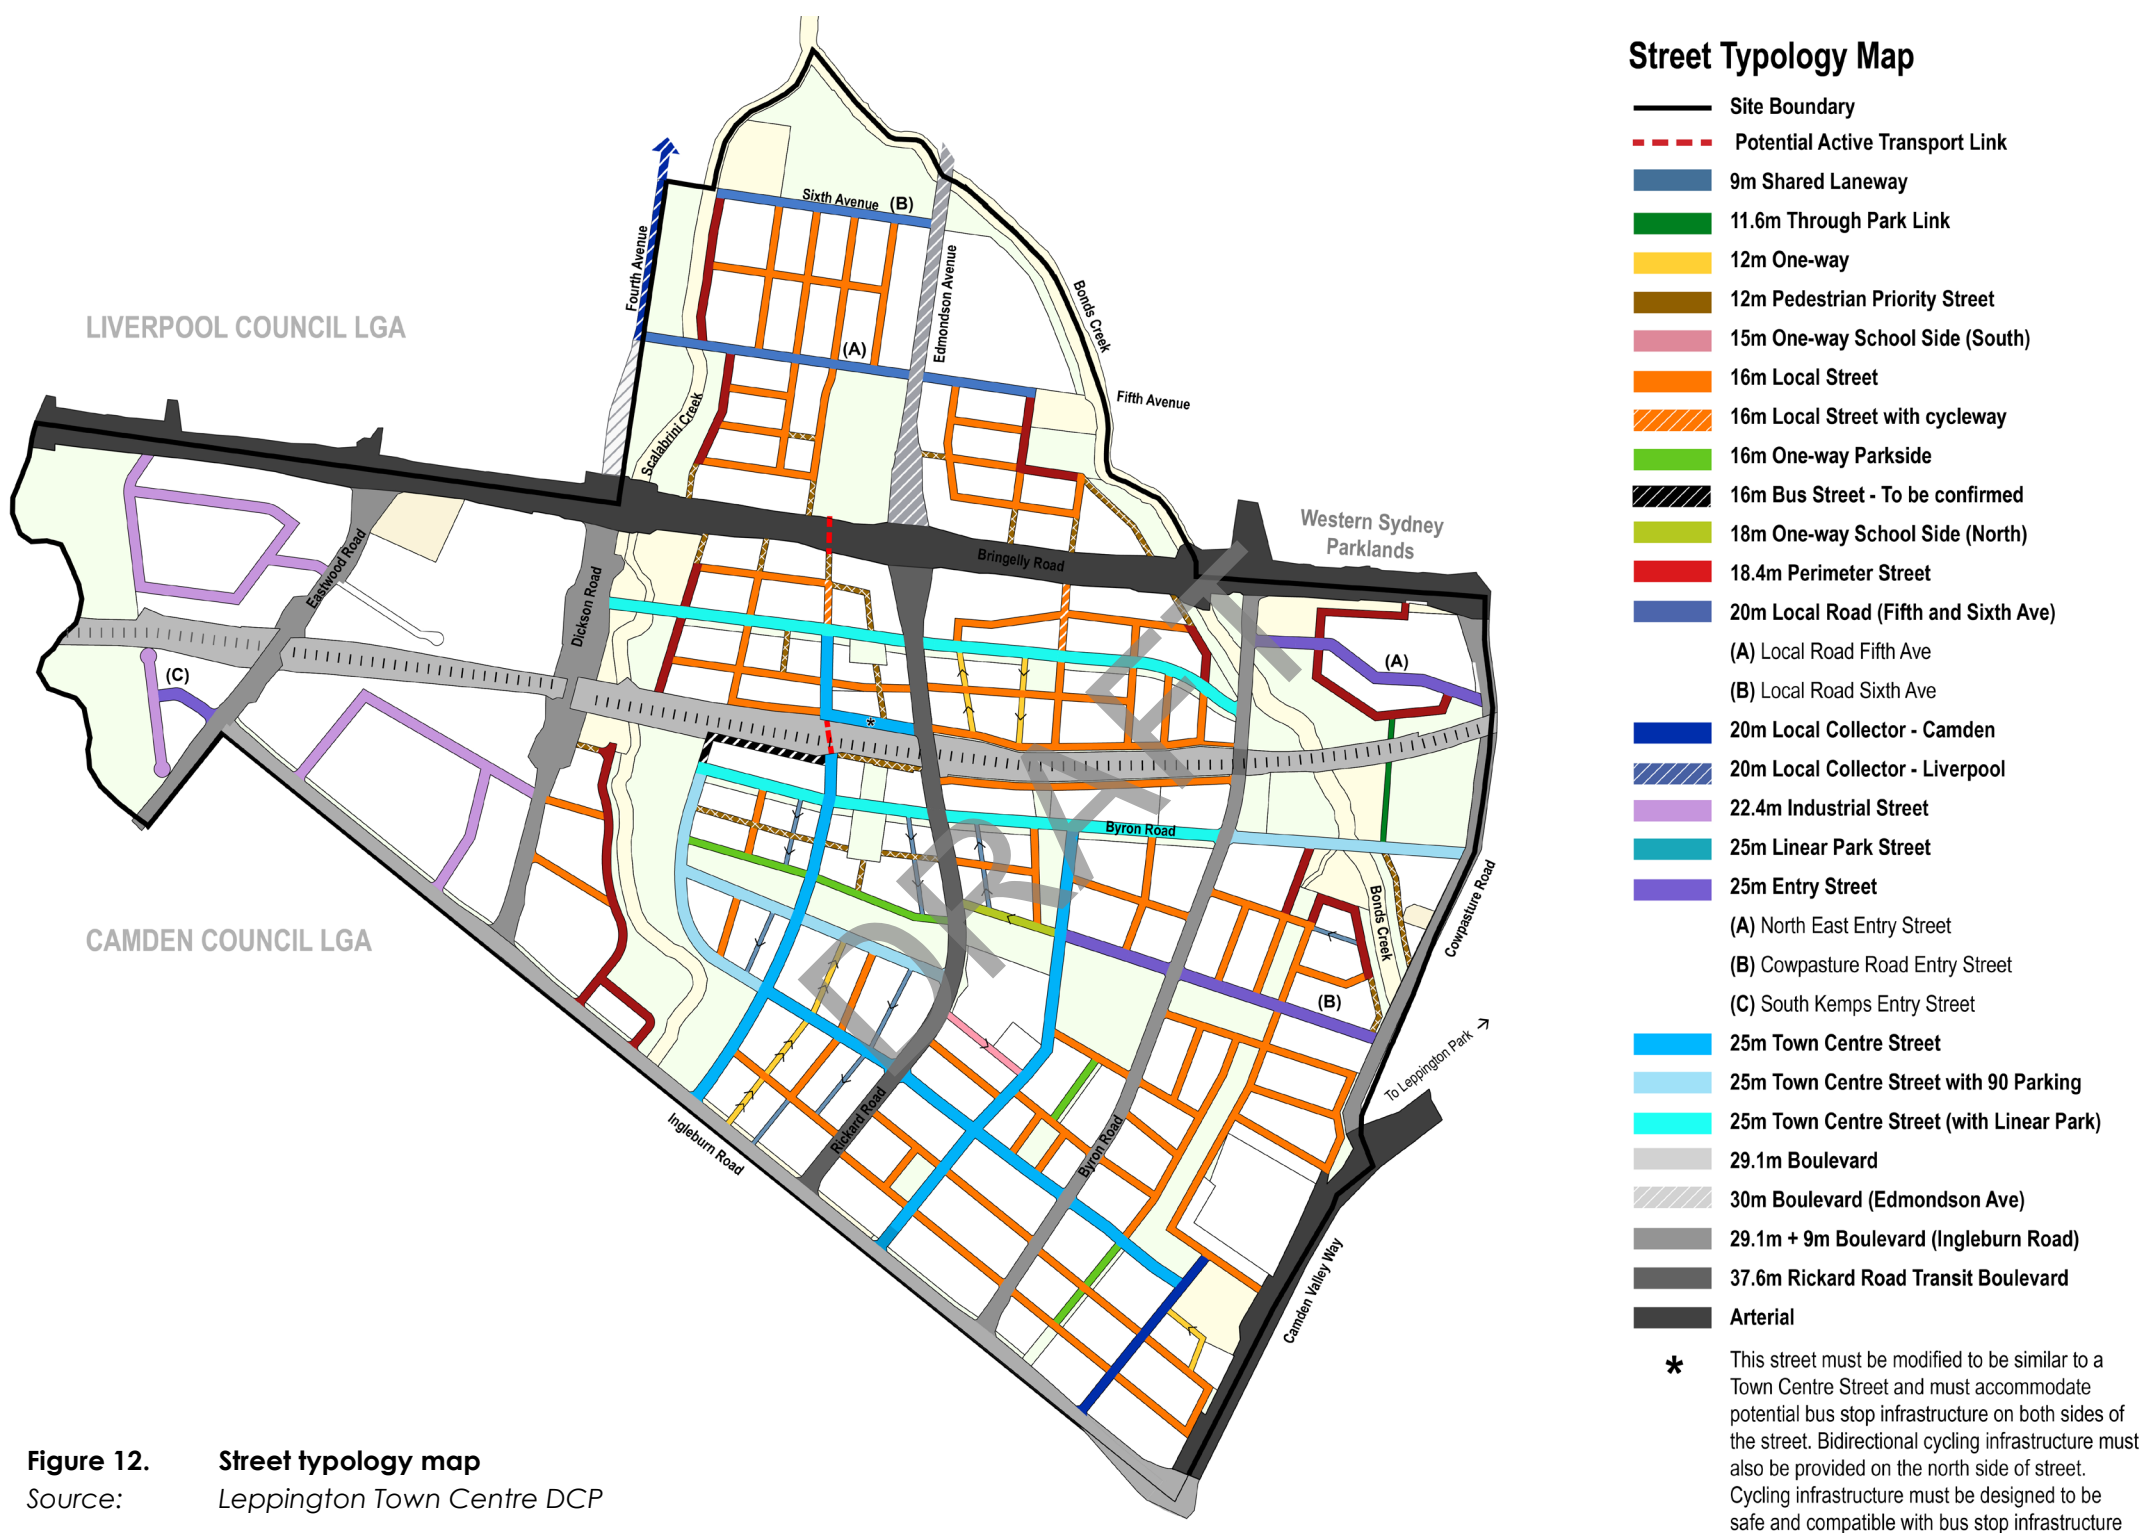 Street Typology Map
Site Boundary
Potential Active Transport Link
9m Shared Laneway
11.6m Through Park Link
12m One-way
12m Pedestrian Priority Street
15m One-way School Side (South)
16m Local Street
16m Local Street with cycleway
16m One-way Parkside
16m Bus Street - To be confirmed
18m One-way School Side (North)
18.4m Perimeter Street
20m Local Road (Fifth and Sixth Ave)
(A) Local Road Fifth Ave
(B) Local Road Sixth Ave
20m Local Collector - Camden
20m Local Collector - Liverpool
22.4m Industrial Street
25m Linear Park Street
25m Entry Street
(A) North East Entry Street
(B) Cowpasture Road Entry Street
(C) South Kemps Entry Street
25m Town Centre Street
25m Town Centre Street with 90 Parking
25m Town Centre Street (with Linear Park)
29.1m Boulevard
30m Boulevard (Edmondson Ave)
29.1m + 9m Boulevard (Ingleburn Road)
37.6m Rickard Road Transit Boulevard
Arterial
* This street must be modified to be similar to a
Town Centre Street and must accommodate
potential bus stop infrastructure on both sides of
the street. Bidirectional cycling infrastructure must
also be provided on the north side of street.
Cycling infrastructure must be designed to be
safe and compatible with bus stop infrastructure
Sixth Avenue (B)
Fourth Avenue
Edmondson Avenue
Bonds Creek
LIVERPOOL COUNCIL LGA
(A)
Fifth Avenue
Scalabrini Creek
Western Sydney
Parklands
Bringelly Road
Eastwood Road
Dickson Road
(A)
(C)
*
Byron Road
DRAFT
CAMDEN COUNCIL LGA
Bonds Creek
Cowpasture Road
(B)
To Leppington Park
Ingleburn Road
Rickard Road
Byron Road
Camden Valley Way
Figure 12. Street typology map
Source: Leppington Town Centre DCP